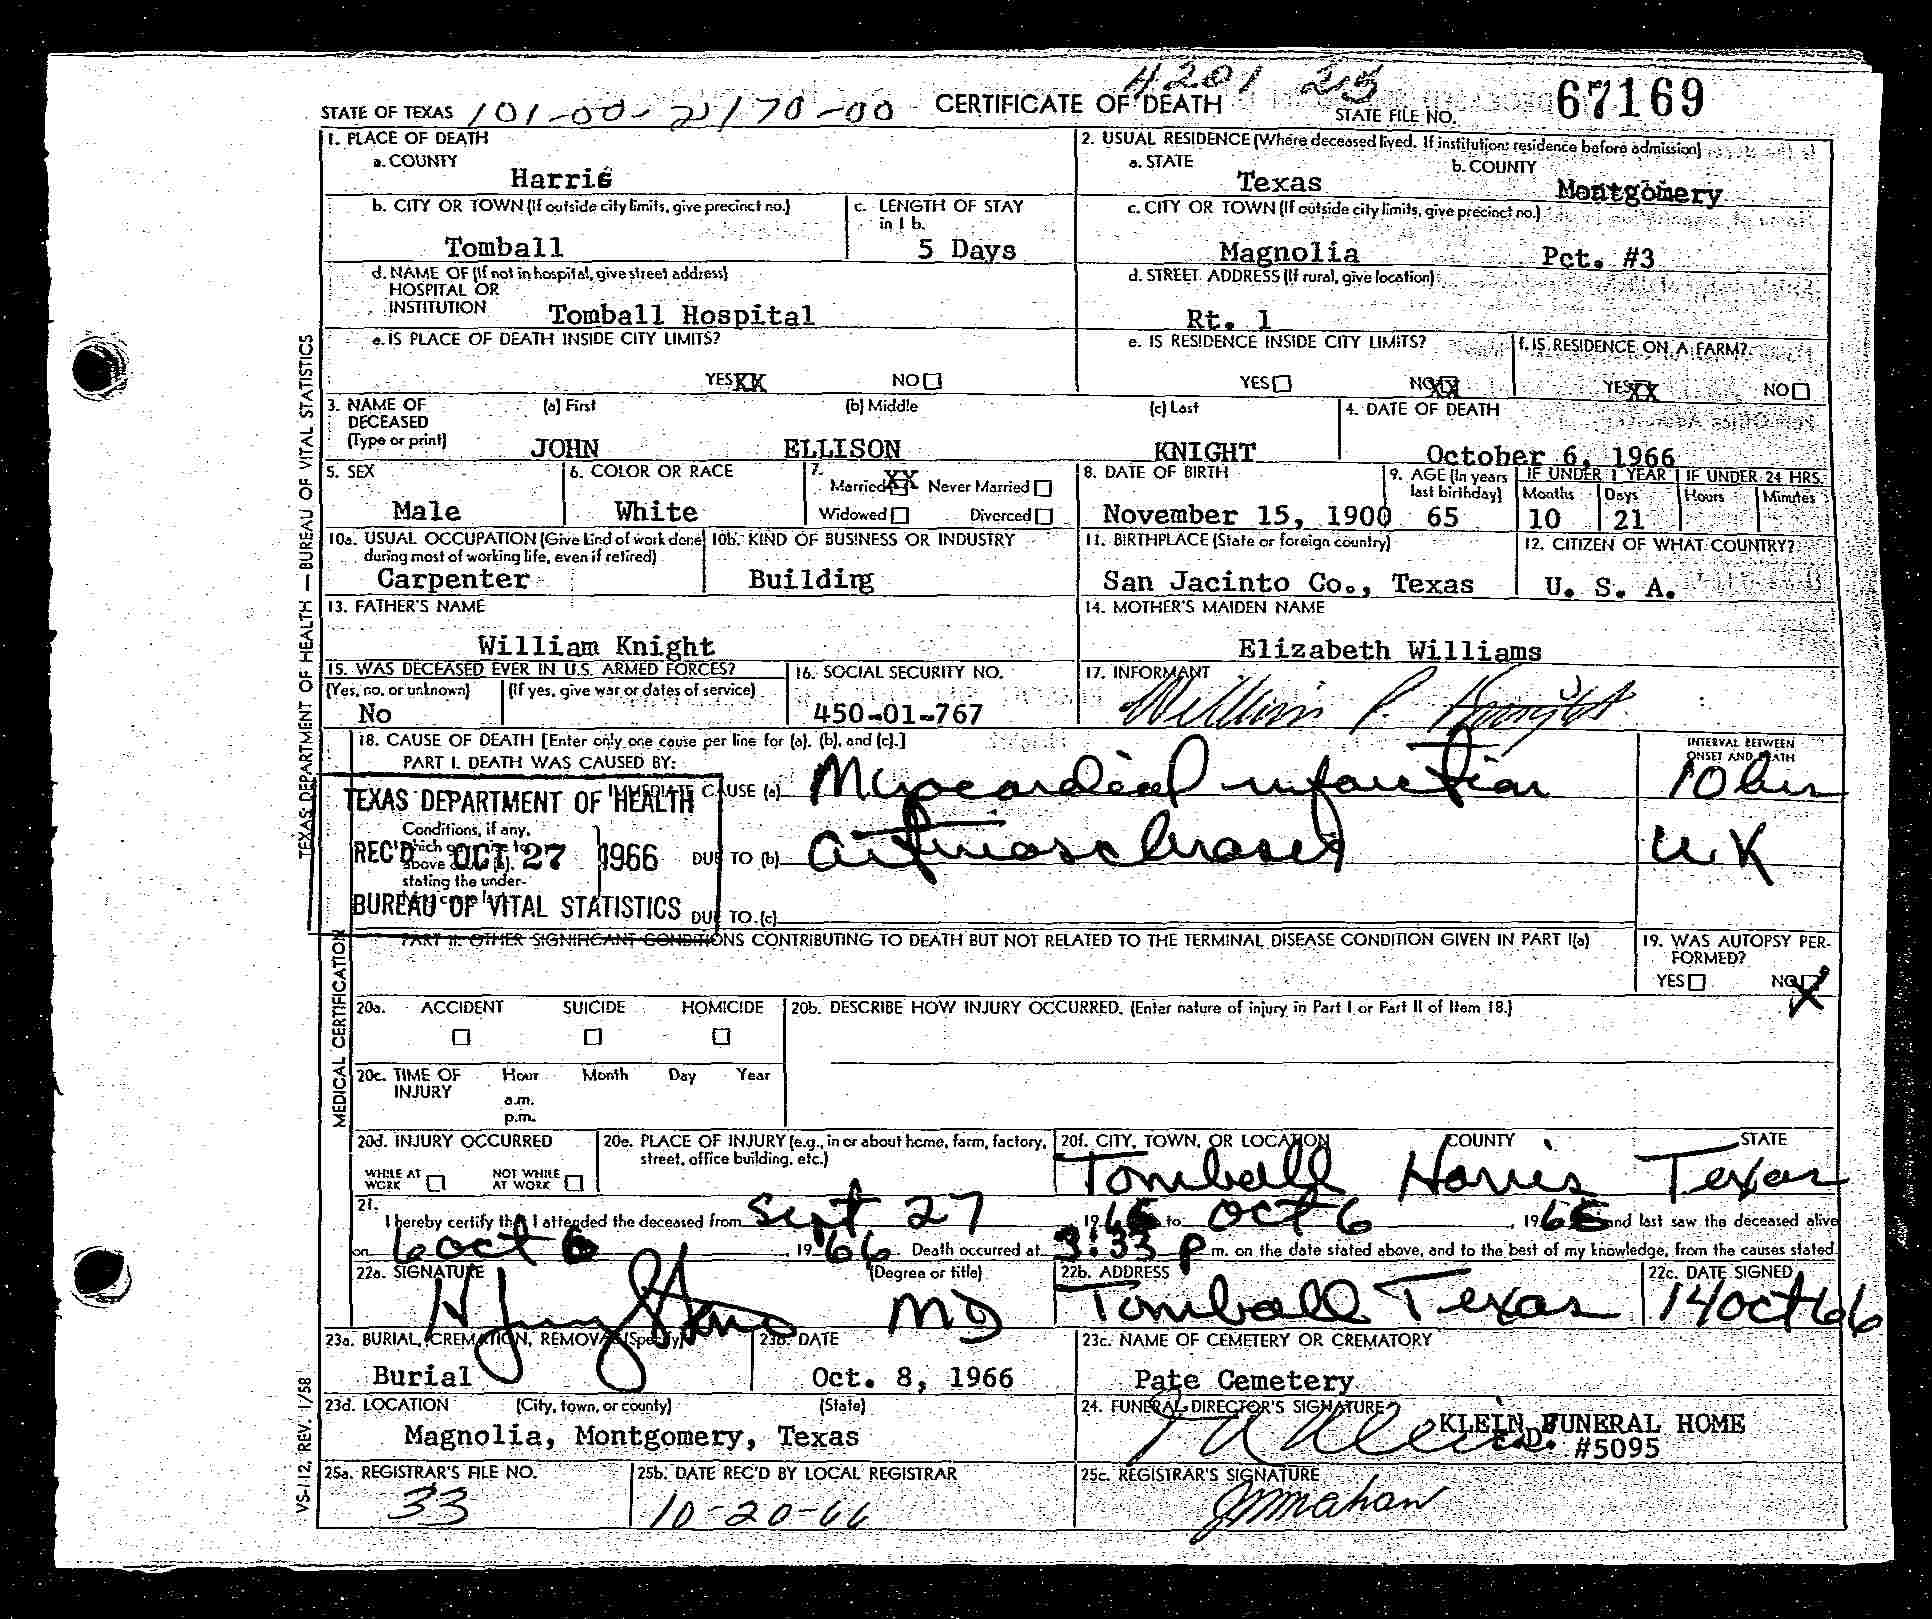 4201 23
STATE OF TEXAS 101-00-2170-00 CERTIFICATE OF DEATH STATE FILE NO. 67169
1. PLACE OF DEATH
a. COUNTY
Harris
2. USUAL RESIDENCE (Where deceased lived. If institution: residence before admission)
a. STATE Texas b. COUNTY Montgomery
b. CITY OR TOWN (If outside city limits, give precinct no.)
Tomball
c. LENGTH OF STAY in 1 b.
5 Days
c. CITY OR TOWN (If outside city limits, give precinct no.)
Magnolia Pct. #3
d. NAME OF (If not in hospital, give street address)
HOSPITAL OR
INSTITUTION Tomball Hospital
d. STREET ADDRESS (If rural, give location)
Rt. 1
e. IS PLACE OF DEATH INSIDE CITY LIMITS?
YES XX NO
e. IS RESIDENCE INSIDE CITY LIMITS?
YES NO XX
f. IS RESIDENCE ON A FARM?
YES XX NO
3. NAME OF DECEASED (Type or print)
(a) First (b) Middle (c) Last
JOHN ELLISON KNIGHT
4. DATE OF DEATH
October 6, 1966
5. SEX
Male
6. COLOR OR RACE
White
7. Married XX Never Married
Widowed Divorced
8. DATE OF BIRTH
November 15, 1900
9. AGE (In years last birthday)
65
IF UNDER 1 YEAR IF UNDER 24 HRS.
Months Days Hours Minutes
10 21
10a. USUAL OCCUPATION (Give kind of work done during most of working life, even if retired)
Carpenter
10b. KIND OF BUSINESS OR INDUSTRY
Building
11. BIRTHPLACE (State or foreign country)
San Jacinto Co., Texas
12. CITIZEN OF WHAT COUNTRY?
U. S. A.
13. FATHER'S NAME
William Knight
14. MOTHER'S MAIDEN NAME
Elizabeth Williams
15. WAS DECEASED EVER IN U.S. ARMED FORCES?
(Yes, no, or unknown) (If yes, give war or dates of service)
No
16. SOCIAL SECURITY NO.
450-01-767
17. INFORMANT
William P. Knight
18. CAUSE OF DEATH [Enter only one cause per line for (a), (b), and (c).]
PART I. DEATH WAS CAUSED BY:
INTERVAL BETWEEN ONSET AND DEATH
IMMEDIATE CAUSE (a) Myocardial infarction 10 hrs
Conditions, if any,
which gave rise to
above cause (a),
stating the under-
lying cause last.
DUE TO (b) arteriosclerosis UK
DUE TO (c)
TEXAS DEPARTMENT OF HEALTH
REC'D OCT 27 1966
BUREAU OF VITAL STATISTICS
PART II. OTHER SIGNIFICANT CONDITIONS CONTRIBUTING TO DEATH BUT NOT RELATED TO THE TERMINAL DISEASE CONDITION GIVEN IN PART I(a)
19. WAS AUTOPSY PERFORMED?
YES NO X
20a. ACCIDENT SUICIDE HOMICIDE
20b. DESCRIBE HOW INJURY OCCURRED. (Enter nature of injury in Part I or Part II of Item 18.)
20c. TIME OF INJURY Hour Month Day Year
a.m.
p.m.
20d. INJURY OCCURRED
WHILE AT WORK NOT WHILE AT WORK
20e. PLACE OF INJURY (e.g., in or about home, farm, factory, street, office building, etc.)
20f. CITY, TOWN, OR LOCATION COUNTY STATE
Tomball Harris Texas
21.
I hereby certify that I attended the deceased from Sept 27 1966 to Oct 6, 1966 and last saw the deceased alive
on 6 oct 6, 1966. Death occurred at 3:33 p m. on the date stated above, and to the best of my knowledge, from the causes stated.
22a. SIGNATURE (Degree or title)
MD
22b. ADDRESS
Tomball Texas
22c. DATE SIGNED
14 Oct 66
23a. BURIAL, CREMATION, REMOVAL (Specify)
Burial
23b. DATE
Oct. 8, 1966
23c. NAME OF CEMETERY OR CREMATORY
Pate Cemetery
23d. LOCATION (City, town, or county) (State)
Magnolia, Montgomery, Texas
24. FUNERAL DIRECTOR'S SIGNATURE
KLEIN FUNERAL HOME
#5095
25a. REGISTRAR'S FILE NO.
33
25b. DATE REC'D BY LOCAL REGISTRAR
10-20-66
25c. REGISTRAR'S SIGNATURE
TEXAS DEPARTMENT OF HEALTH — BUREAU OF VITAL STATISTICS
MEDICAL CERTIFICATION
VS-112, REV. 1/58